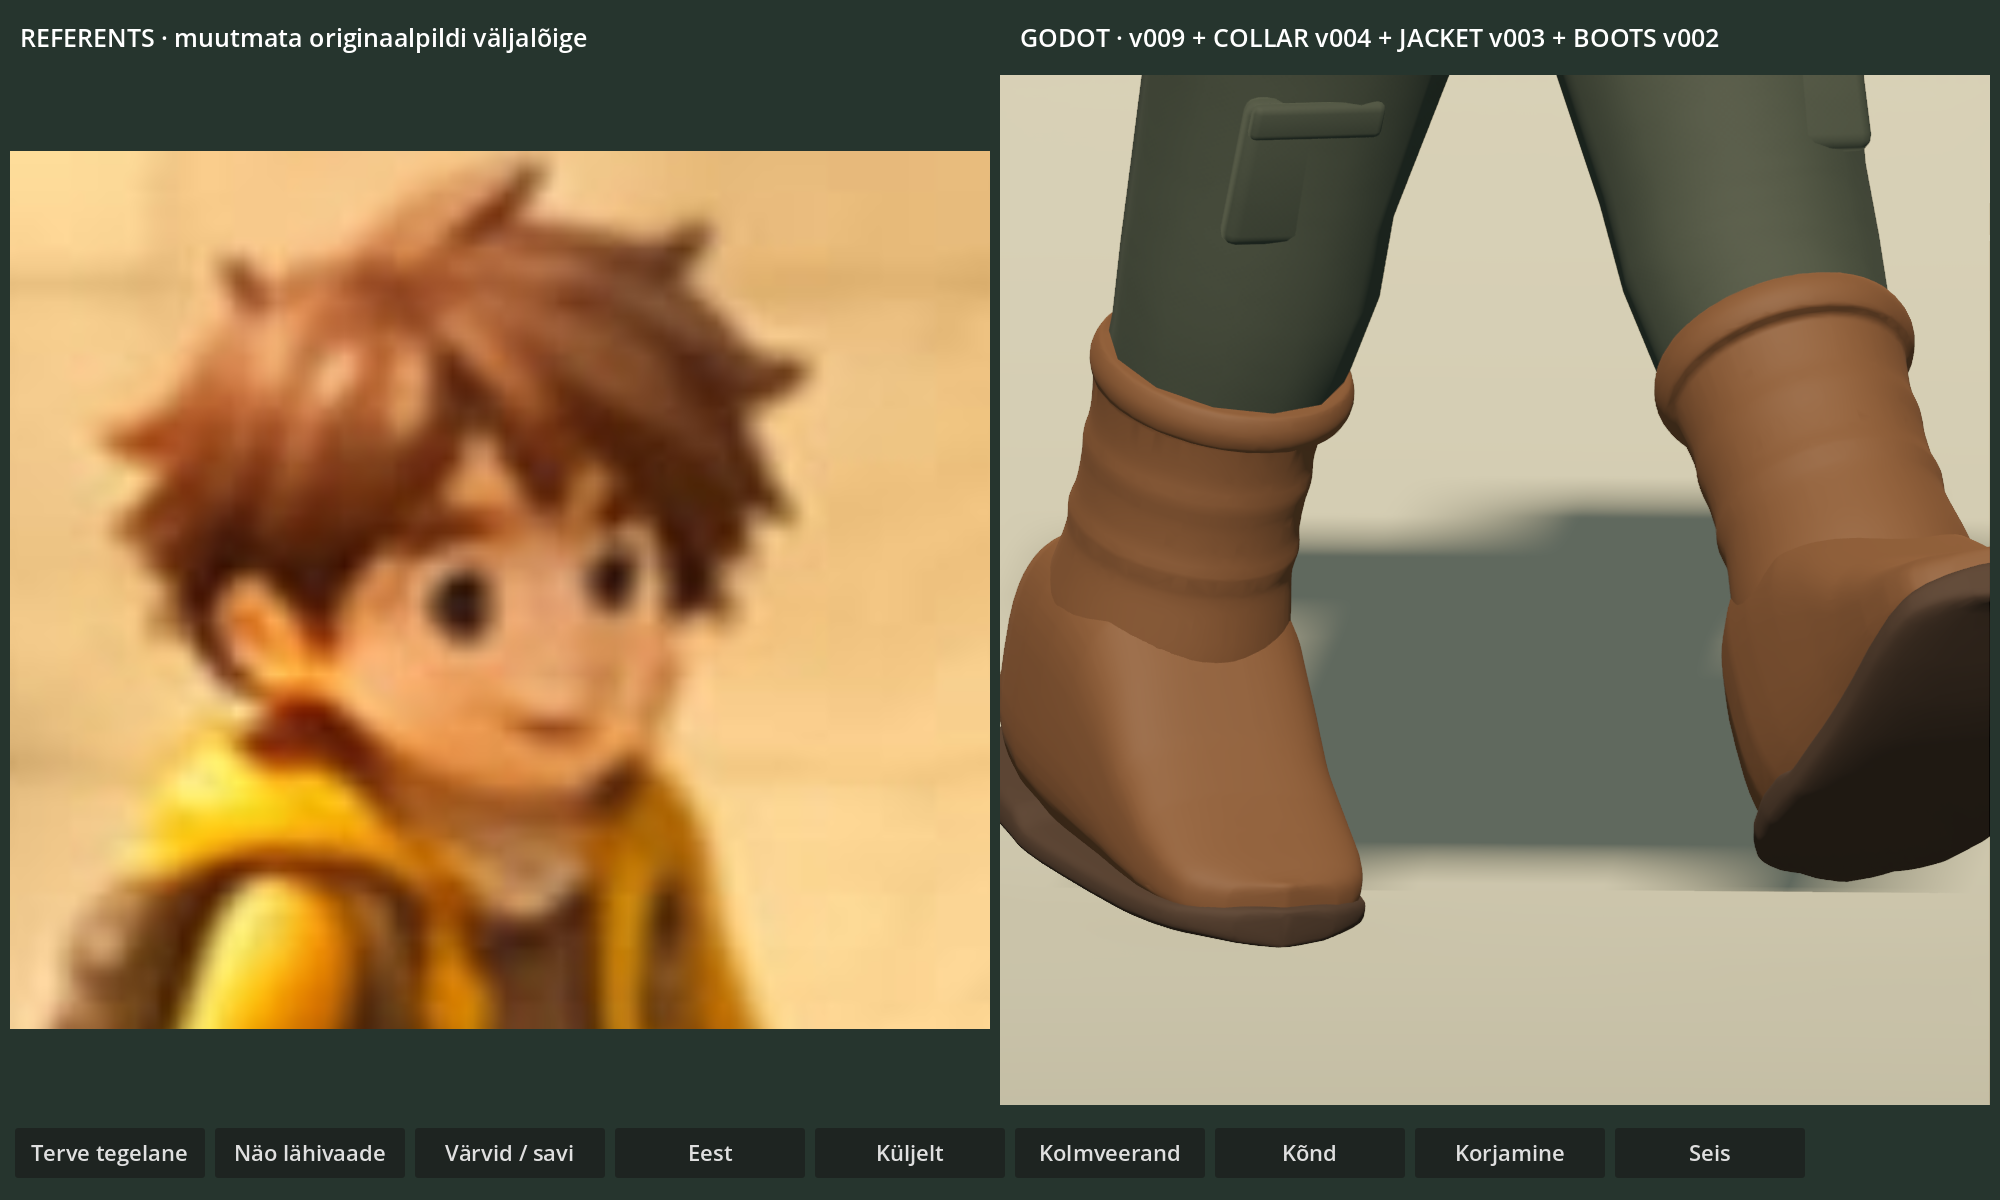 REFERENTS · muutmata originaalpildi väljalõige
GODOT · v009 + COLLAR v004 + JACKET v003 + BOOTS v002
Terve tegelane
Näo lähivaade
Värvid / savi
Eest
Küljelt
Kolmveerand
Kõnd
Korjamine
Seis